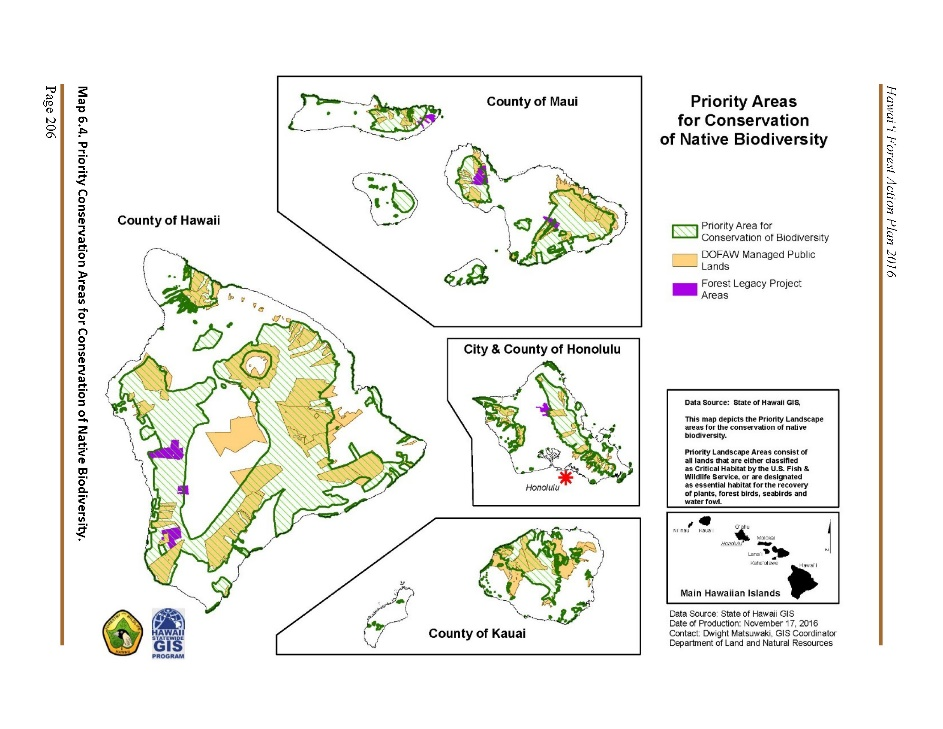 Hawai‘i Forest Action Plan 2016
Priority Areas
for Conservation
of Native Biodiversity
County of Maui
County of Hawaii
Priority Area for
Conservation of Biodiversity
DOFAW Managed Public
Lands
Forest Legacy Project
Areas
City & County of Honolulu
Honolulu
County of Kauai
Data Source: State of Hawaii GIS,
This map depicts the Priority Landscape
areas for the conservation of native
biodiversity.
Priority Landscape Areas consist of
all lands that are either classified
as Critical Habitat by the U.S. Fish &
Wildlife Service, or are designated
as essential habitat for the recovery
of plants, forest birds, seabirds and
water fowl.
Kauai
O'ahu
Honolulu
Molokai
Lanai
Hawai'i
Main Hawaiian Islands
Data Source: State of Hawaii GIS
Date of Production: November 17, 2016
Contact: Dwight Matsuwaki, GIS Coordinator
Department of Land and Natural Resources
HAWAII
STATEWIDE
GIS
PROGRAM
Map 6.4. Priority Conservation Areas for Conservation of Native Biodiversity.
Page 206